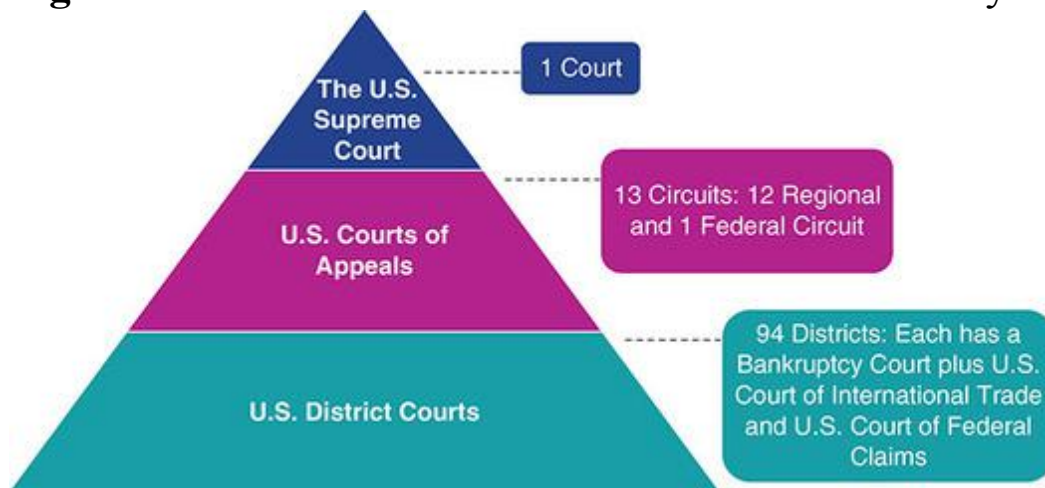 The U.S.
Supreme
Court
1 Court
U.S. Courts of
Appeals
13 Circuits: 12 Regional
and 1 Federal Circuit
U.S. District Courts
94 Districts: Each has a
Bankruptcy Court plus U.S.
Court of International Trade
and U.S. Court of Federal
Claims